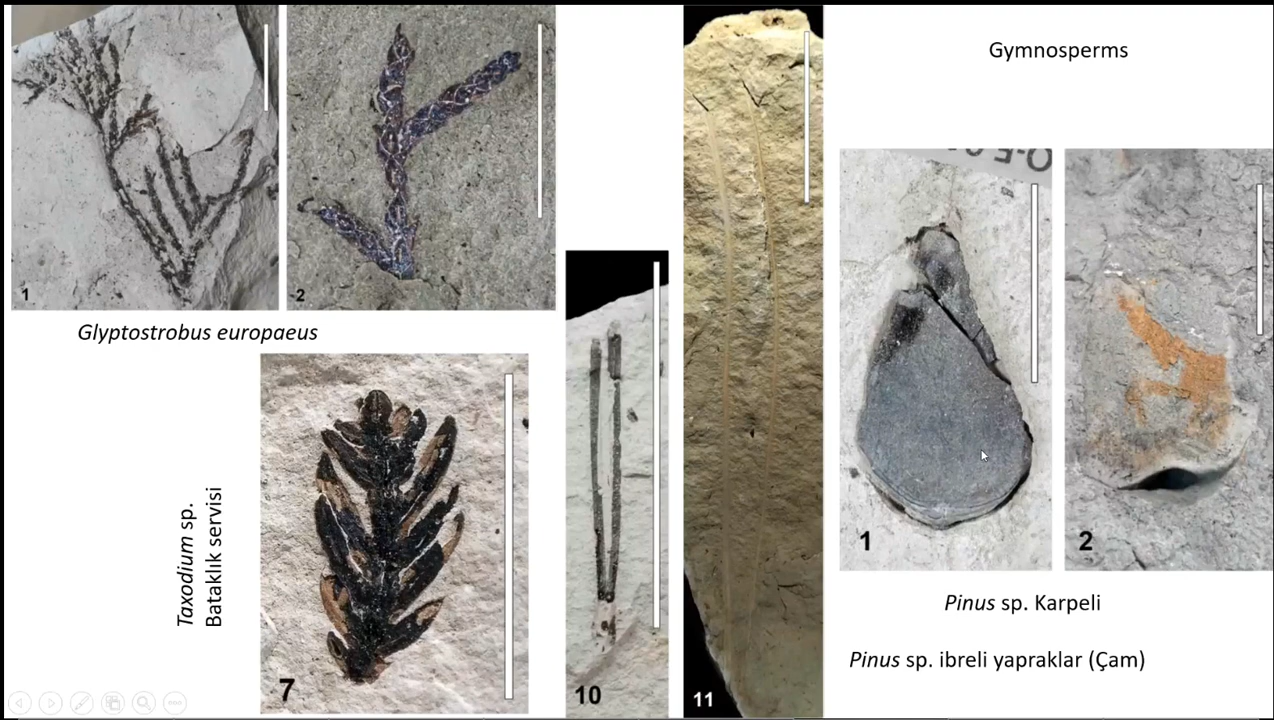 Gymnosperms
1
2
Glyptostrobus europaeus
Taxodium sp.
Bataklık servisi
7
10
11
1
2
Pinus sp. Karpeli
Pinus sp. ibreli yapraklar (Çam)